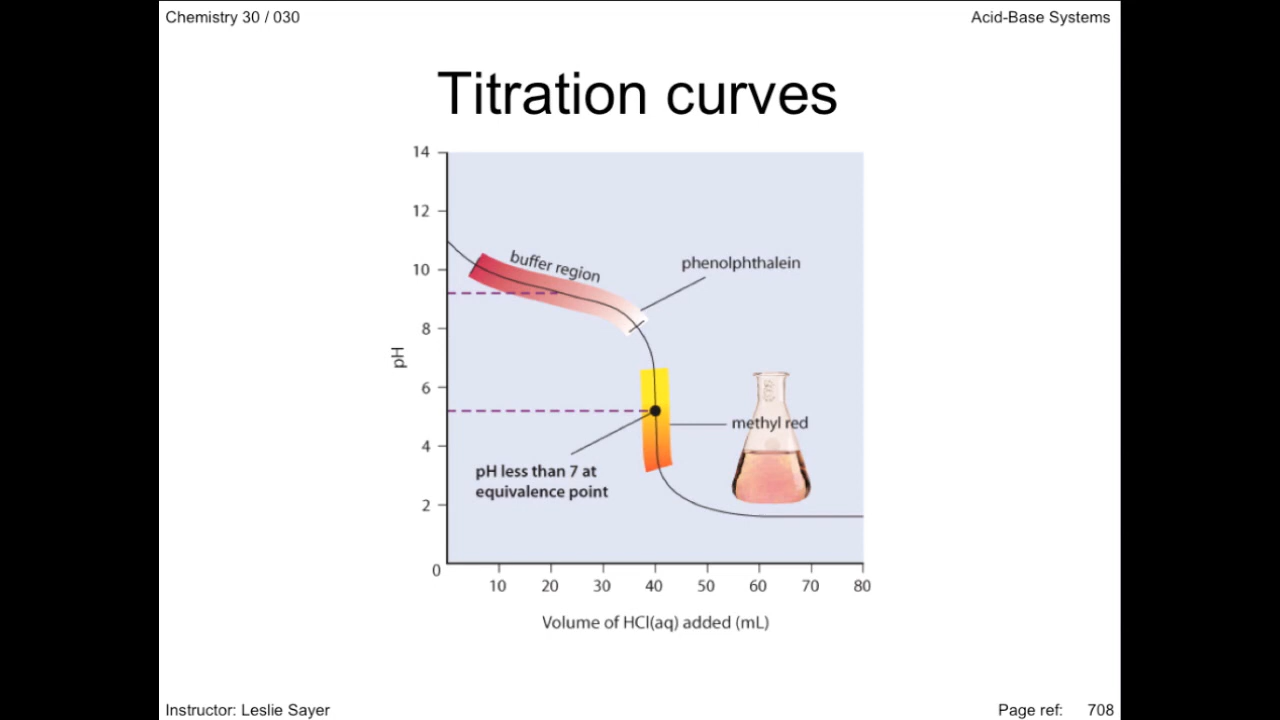 Chemistry 30 / 030
Acid-Base Systems
Titration curves
14
12
10
8
6
4
2
0
pH
buffer region
phenolphthalein
methyl red
pH less than 7 at
equivalence point
10 20 30 40 50 60 70 80
Volume of HCl(aq) added (mL)
Instructor: Leslie Sayer
Page ref: 708